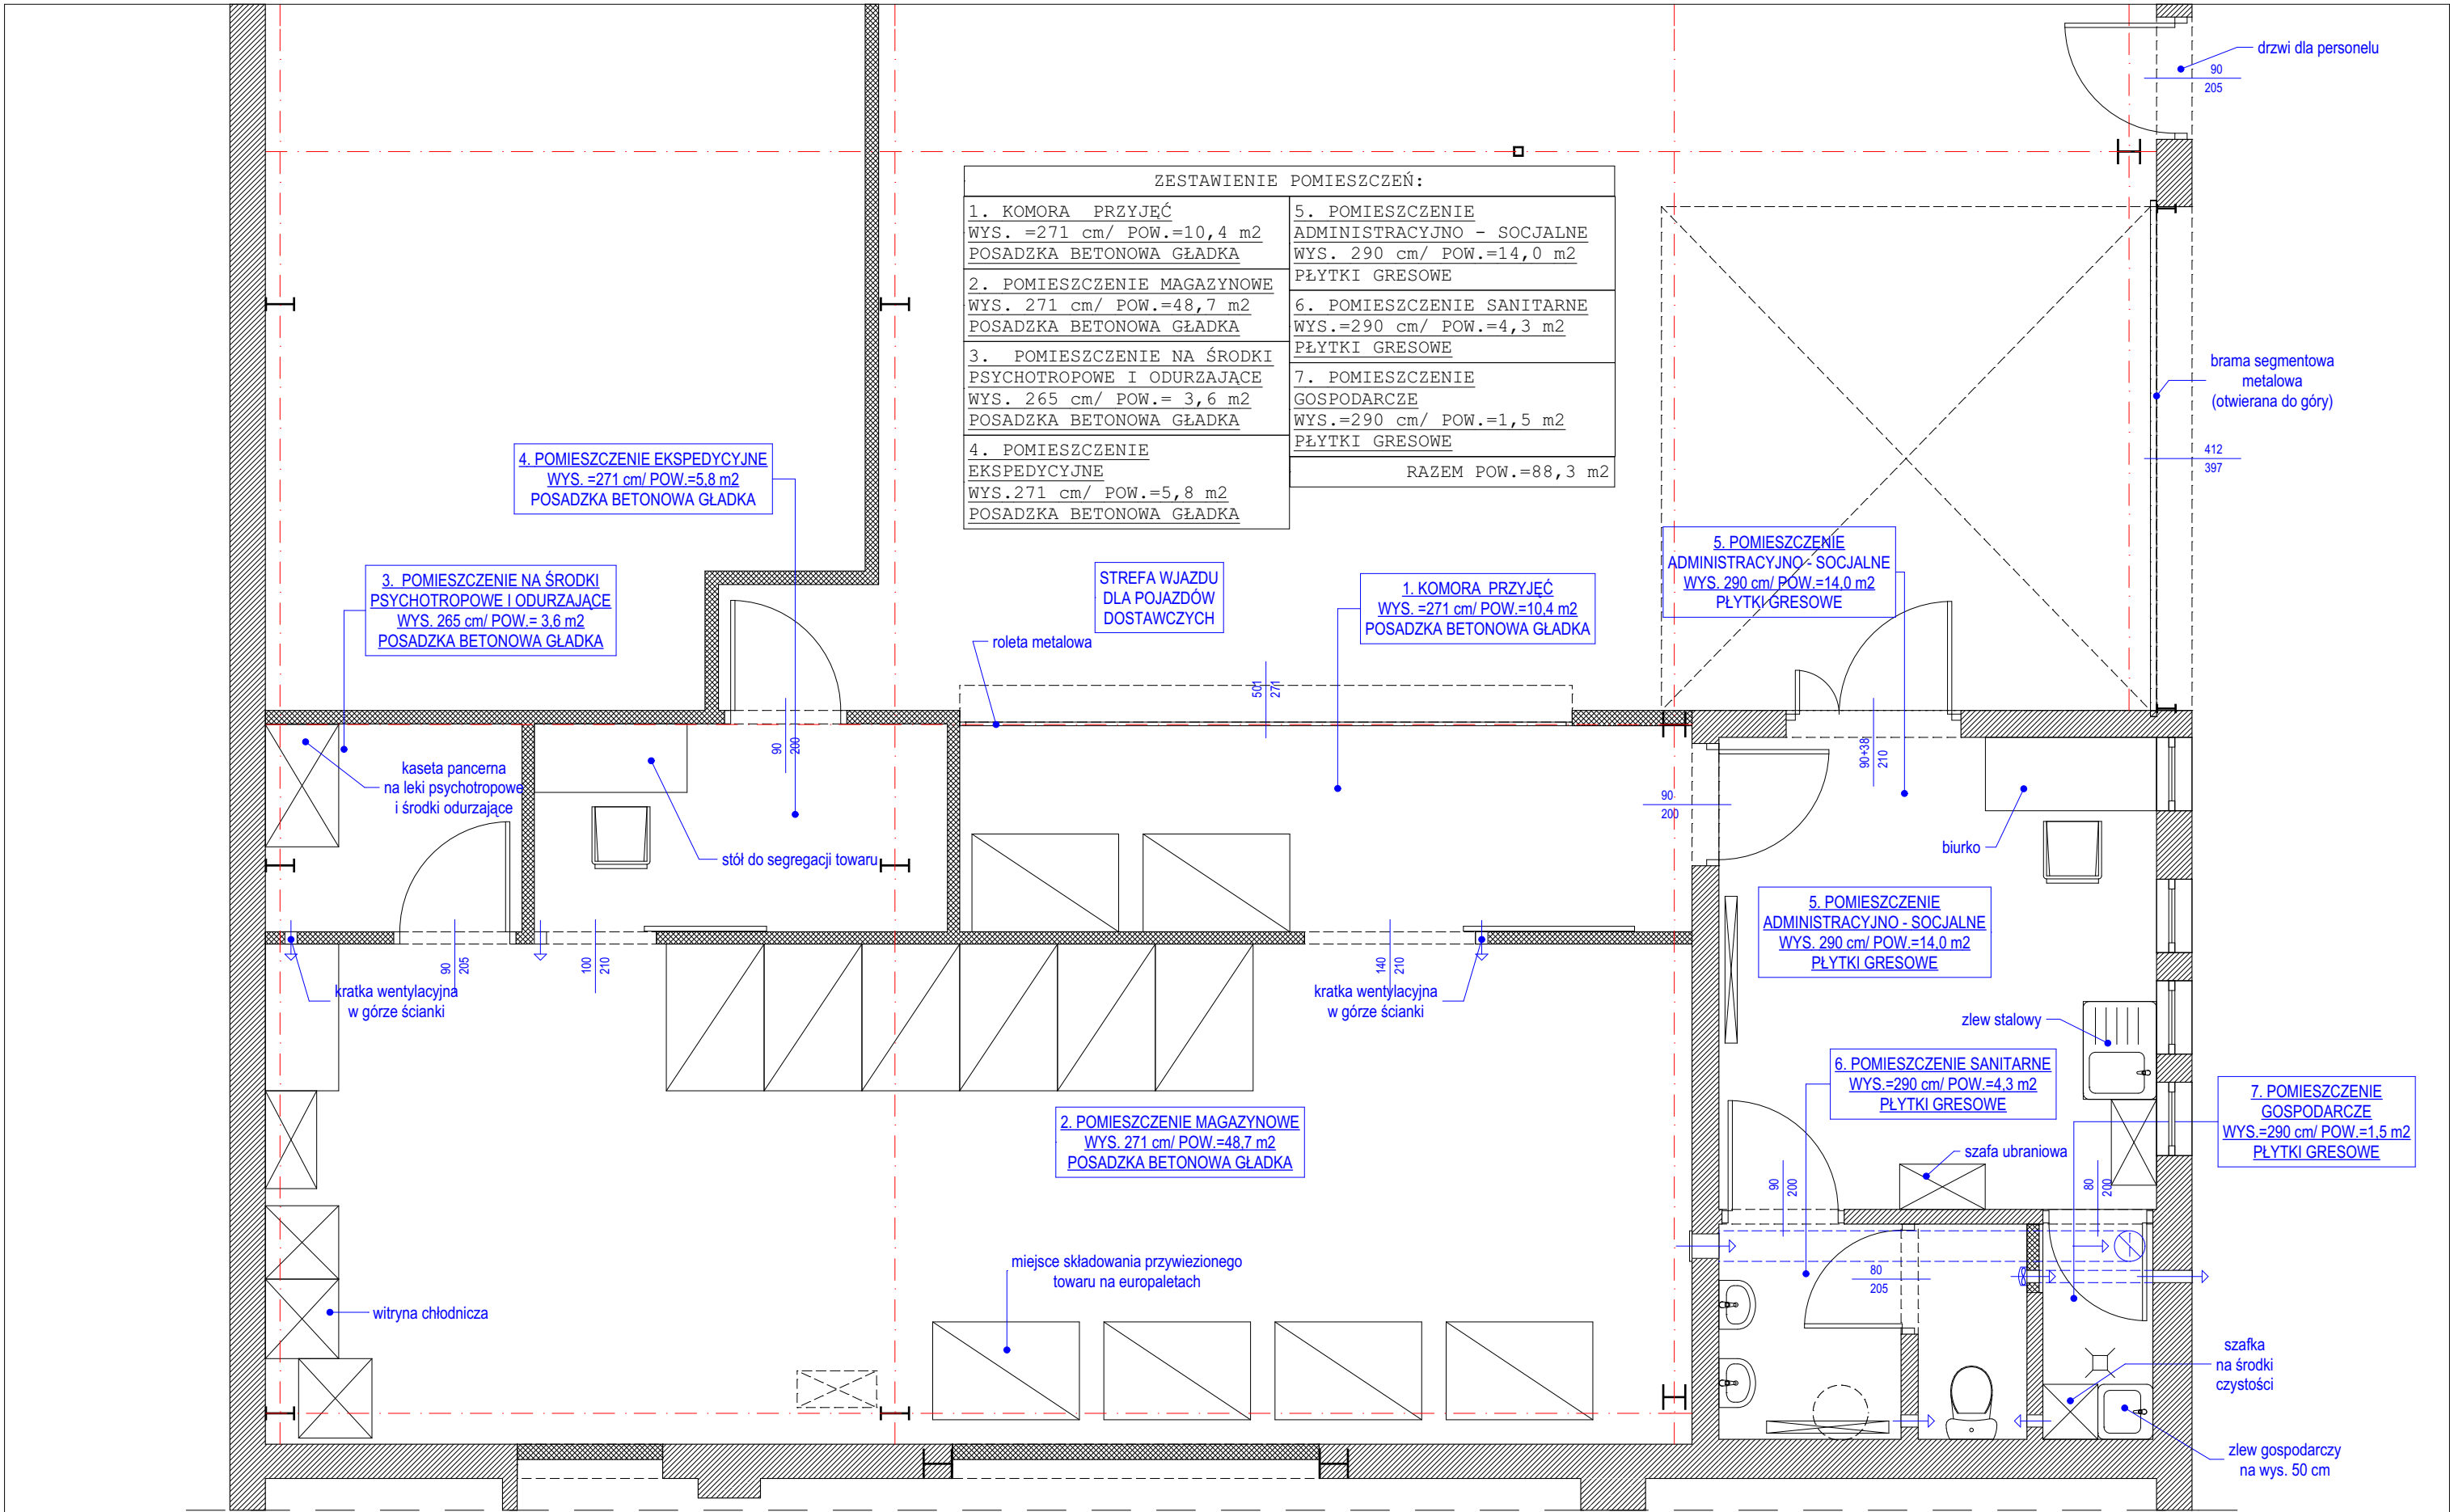 drzwi dla personelu
90
205
ZESTAWIENIE POMIESZCZEŃ:
1. KOMORA PRZYJĘĆ
WYS. =271 cm/ POW.=10,4 m2
POSADZKA BETONOWA GŁADKA
2. POMIESZCZENIE MAGAZYNOWE
WYS. 271 cm/ POW.=48,7 m2
POSADZKA BETONOWA GŁADKA
3. POMIESZCZENIE NA ŚRODKI
PSYCHOTROPOWE I ODURZAJĄCE
WYS. 265 cm/ POW.= 3,6 m2
POSADZKA BETONOWA GŁADKA
4. POMIESZCZENIE
EKSPEDYCYJNE
WYS.271 cm/ POW.=5,8 m2
POSADZKA BETONOWA GŁADKA
5. POMIESZCZENIE
ADMINISTRACYJNO - SOCJALNE
WYS. 290 cm/ POW.=14,0 m2
PŁYTKI GRESOWE
6. POMIESZCZENIE SANITARNE
WYS.=290 cm/ POW.=4,3 m2
PŁYTKI GRESOWE
7. POMIESZCZENIE
GOSPODARCZE
WYS.=290 cm/ POW.=1,5 m2
PŁYTKI GRESOWE
RAZEM POW.=88,3 m2
brama segmentowa
metalowa
(otwierana do góry)
412
397
4. POMIESZCZENIE EKSPEDYCYJNE
WYS. =271 cm/ POW.=5,8 m2
POSADZKA BETONOWA GŁADKA
3. POMIESZCZENIE NA ŚRODKI
PSYCHOTROPOWE I ODURZAJĄCE
WYS. 265 cm/ POW.= 3,6 m2
POSADZKA BETONOWA GŁADKA
STREFA WJAZDU
DLA POJAZDÓW
DOSTAWCZYCH
1. KOMORA PRZYJĘĆ
WYS. =271 cm/ POW.=10,4 m2
POSADZKA BETONOWA GŁADKA
5. POMIESZCZENIE
ADMINISTRACYJNO - SOCJALNE
WYS. 290 cm/ POW.=14,0 m2
PŁYTKI GRESOWE
roleta metalowa
501
271
90
200
90+38
210
kaseta pancerna
na leki psychotropowe
i środki odurzające
90
200
stół do segregacji towaru
biurko
5. POMIESZCZENIE
ADMINISTRACYJNO - SOCJALNE
WYS. 290 cm/ POW.=14,0 m2
PŁYTKI GRESOWE
90
205
100
210
140
210
kratka wentylacyjna
w górze ścianki
kratka wentylacyjna
w górze ścianki
zlew stalowy
6. POMIESZCZENIE SANITARNE
WYS.=290 cm/ POW.=4,3 m2
PŁYTKI GRESOWE
7. POMIESZCZENIE
GOSPODARCZE
WYS.=290 cm/ POW.=1,5 m2
PŁYTKI GRESOWE
2. POMIESZCZENIE MAGAZYNOWE
WYS. 271 cm/ POW.=48,7 m2
POSADZKA BETONOWA GŁADKA
szafa ubraniowa
90
200
80
200
miejsce składowania przywiezionego
towaru na europaletach
80
205
witryna chłodnicza
szafka
na środki
czystości
zlew gospodarczy
na wys. 50 cm